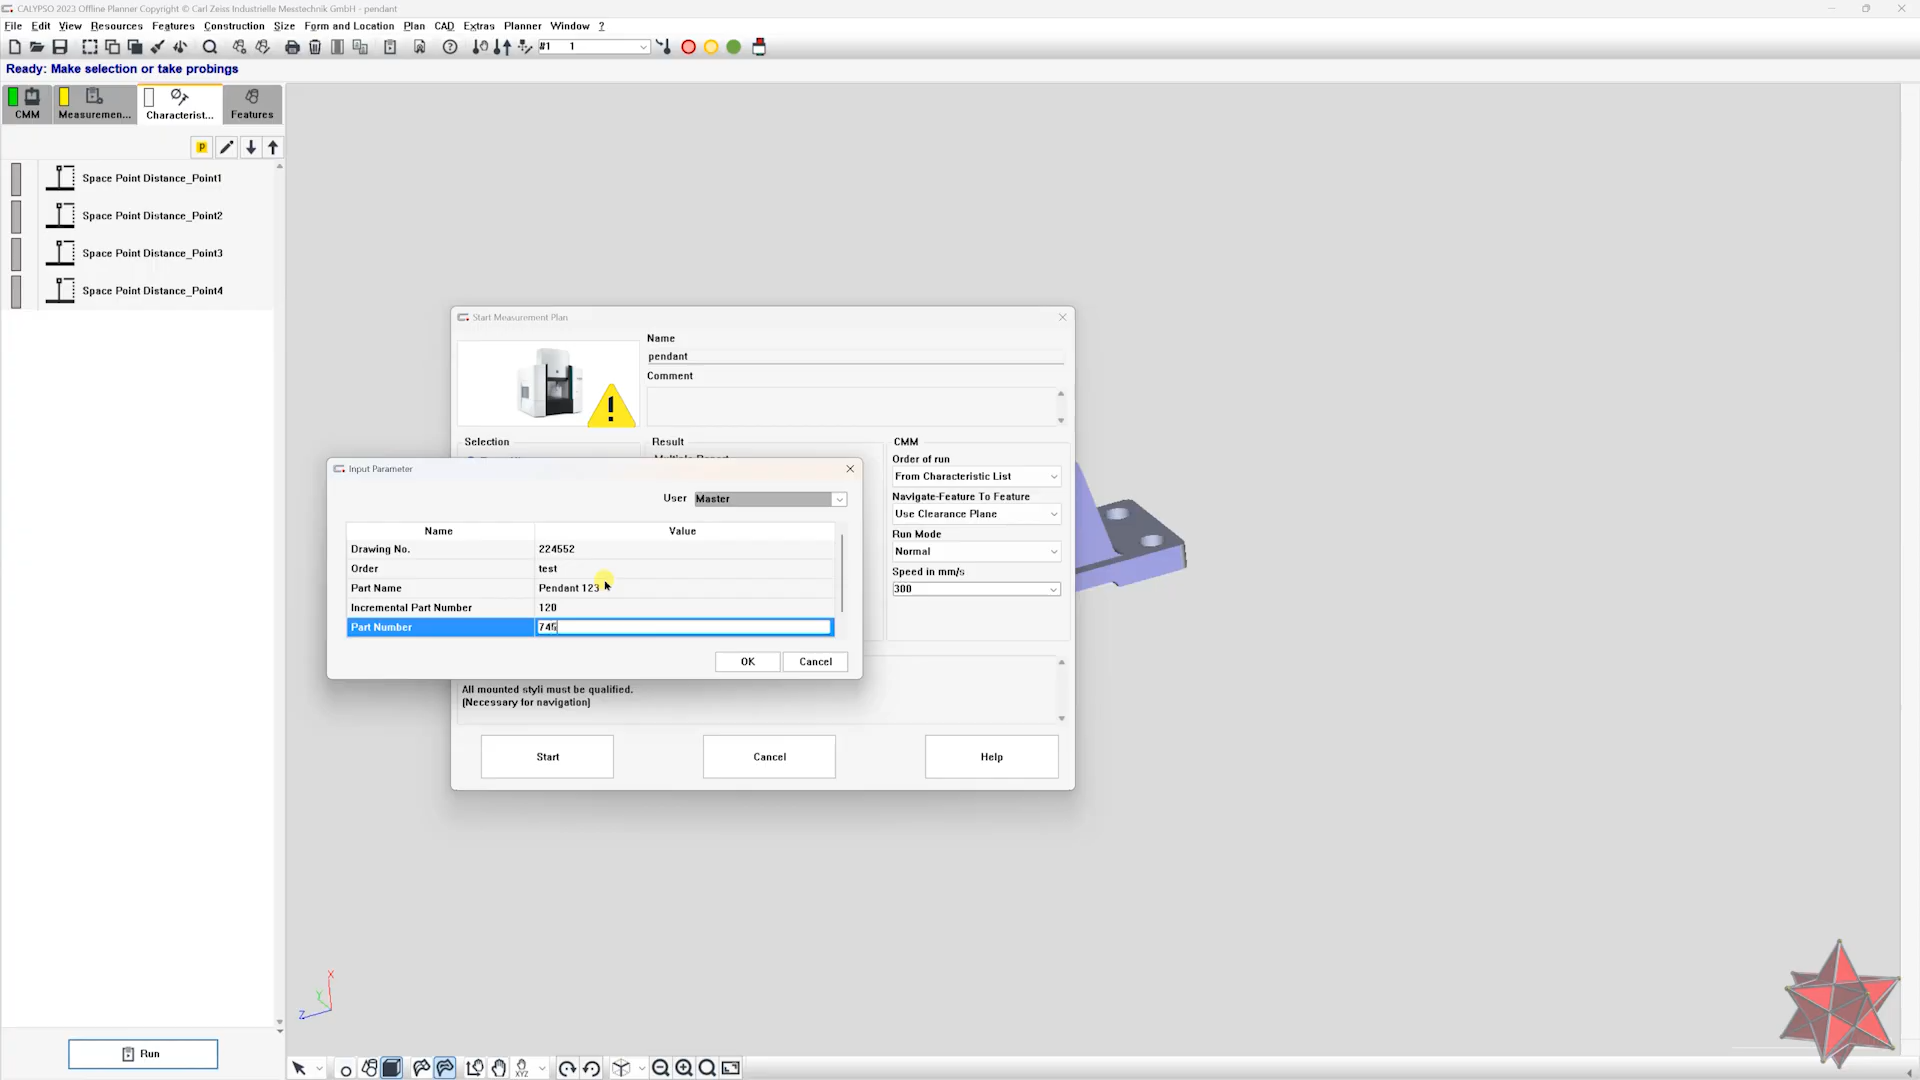 CALYPSO 2023 Offline Planner Copyright © Carl Zeiss Industrielle Messtechnik GmbH - pendant
File Edit View Resources Features Construction Size Form and Location Plan CAD Extras Planner Window ?
#1 1
Ready: Make selection or take probings
CMM
Measuremen...
Characterist...
Features
P
Space Point Distance_Point1
Space Point Distance_Point2
Space Point Distance_Point3
Space Point Distance_Point4
Start Measurement Plan
Name
pendant
Comment
Selection
Result
CMM
Order of run
From Characteristic List
Navigate-Feature To Feature
Use Clearance Plane
Run Mode
Normal
Speed in mm/s
300
Input Parameter
User Master
Name Value
Drawing No. 224552
Order test
Part Name Pendant 123
Incremental Part Number 120
Part Number 745
OK Cancel
All mounted styli must be qualified.
(Necessary for navigation)
Start Cancel Help
X
Y
Z
Run
XYZ